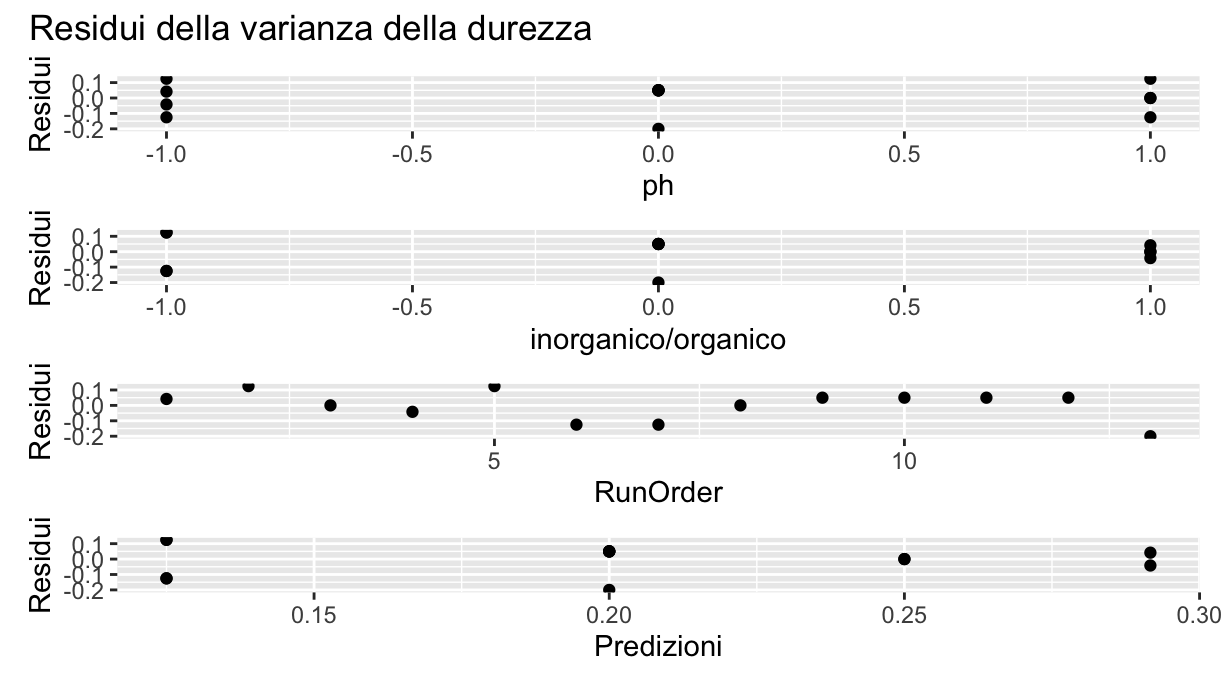 Residui della varianza della durezza
Residui
0.1
0.0
-0.1
-0.2
-1.0 -0.5 0.0 0.5 1.0
ph
Residui
0.1
0.0
-0.1
-0.2
-1.0 -0.5 0.0 0.5 1.0
inorganico/organico
Residui
0.1
0.0
-0.1
-0.2
5 10
RunOrder
Residui
0.1
0.0
-0.1
-0.2
0.15 0.20 0.25 0.30
Predizioni